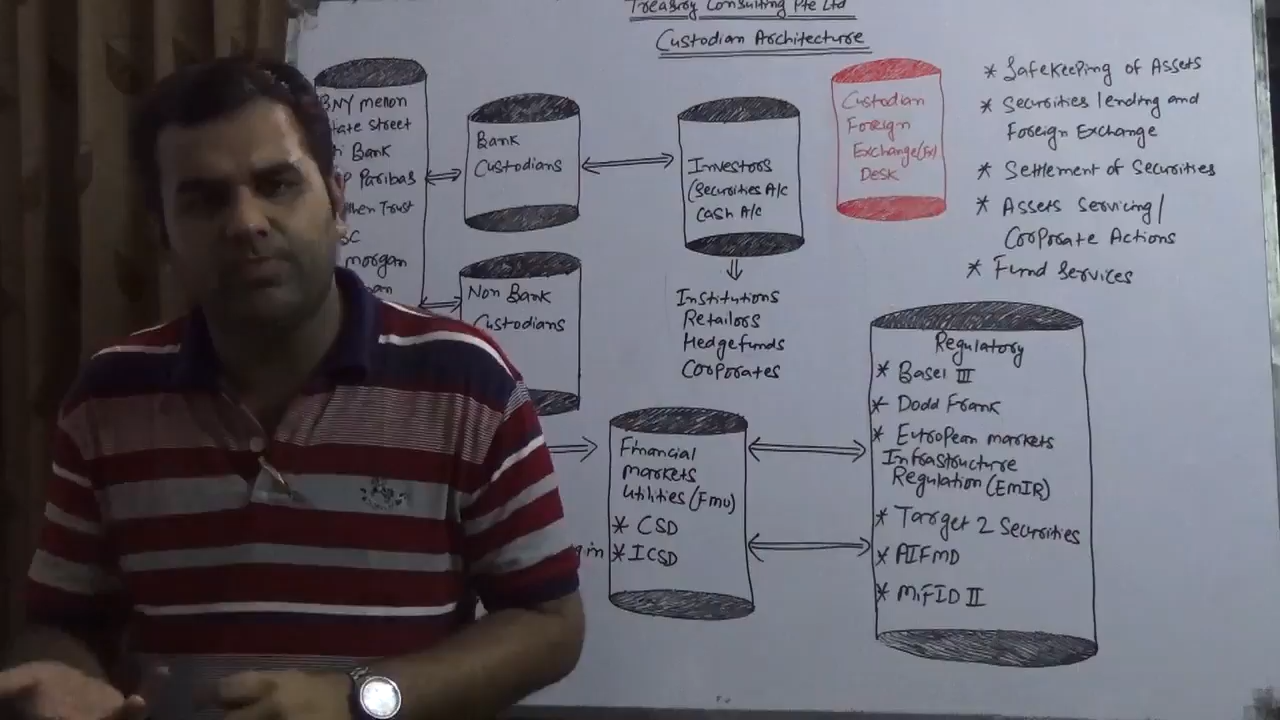 Treasury Consulting Pte Ltd
Custodian Architecture
BNY mellon
State Street
Bank
Paribas
Trust
morgan
Bank
Custodians
Non Bank
Custodians
Investors
(Securities A/c
Cash A/c
Institutions
Retailors
Hedgefunds
Corporates
Custodian
Foreign
Exchange(Fx)
Desk
* Safekeeping of Assets
* Securities lending and
Foreign Exchange
* Settlement of Securities
* Assets Servicing/
Corporate Actions
* Fund Services
Financial
markets
Utilities (Fmu)
* CSD
* ICSD
Regulatory
* Basel III
* Dodd Frank
* European markets
Infrastructure
Regulation (EMIR)
* Target 2 Securities
* AIFMD
* MiFID II